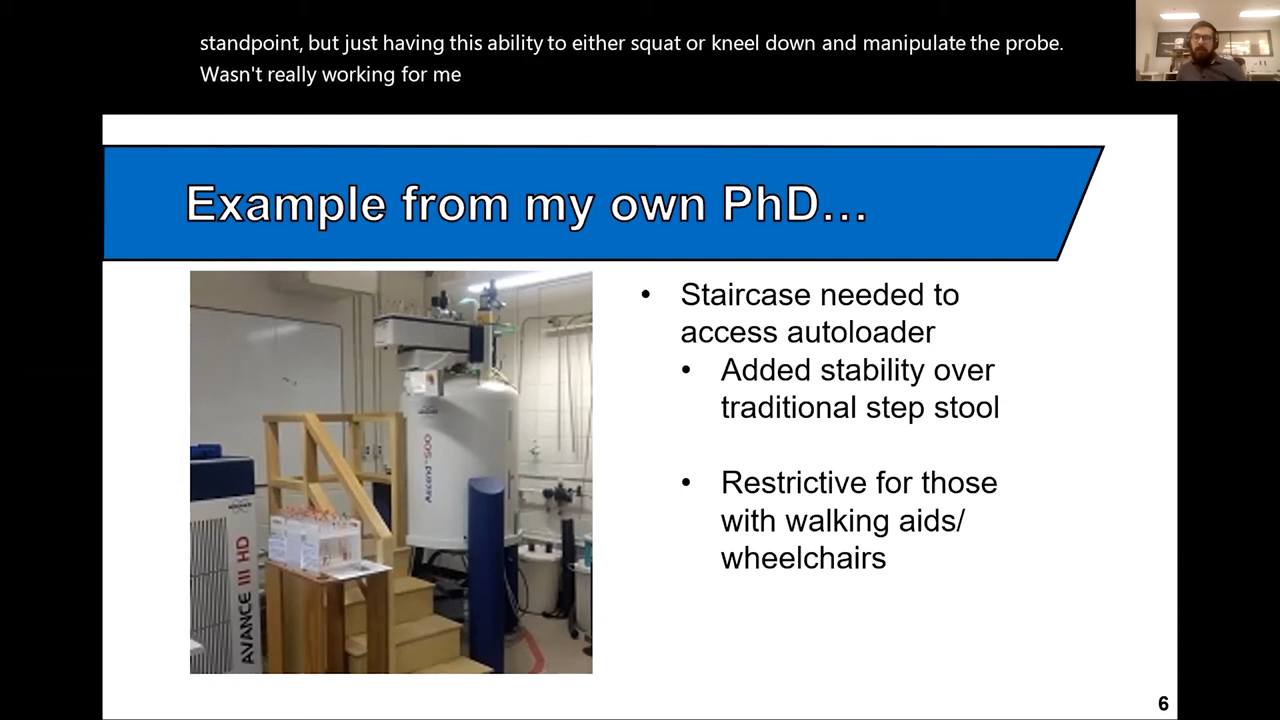 standpoint, but just having this ability to either squat or kneel down and manipulate the probe.
Wasn't really working for me
Example from my own PhD...
• Staircase needed to
access autoloader
• Added stability over
traditional step stool
• Restrictive for those
with walking aids/
wheelchairs
Ascend 500
AVANCE III HD
6